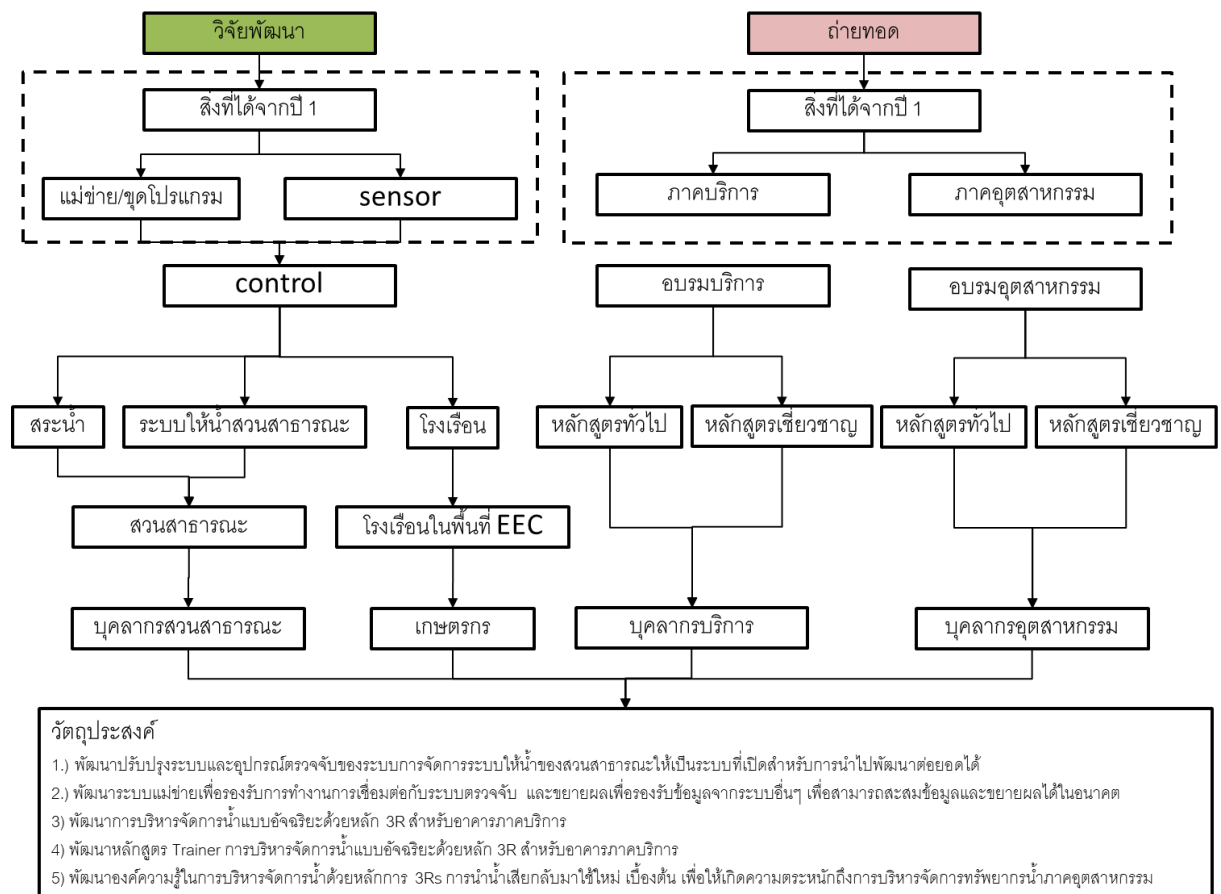 วิจัยพัฒนา
ถ่ายทอด
สิ่งที่ได้จากปี 1
สิ่งที่ได้จากปี 1
แม่ข่าย/ชุดโปรแกรม
sensor
ภาคบริการ
ภาคอุตสาหกรรม
control
อบรมบริการ
อบรมอุตสาหกรรม
สระน้ำ
ระบบให้น้ำสวนสาธารณะ
โรงเรือน
หลักสูตรทั่วไป
หลักสูตรเชี่ยวชาญ
หลักสูตรทั่วไป
หลักสูตรเชี่ยวชาญ
สวนสาธารณะ
โรงเรือนในพื้นที่ EEC
บุคลากรสวนสาธารณะ
เกษตรกร
บุคลากรบริการ
บุคลากรอุตสาหกรรม
วัตถุประสงค์
1.) พัฒนาปรับปรุงระบบและอุปกรณ์ตรวจจับของระบบการจัดการระบบให้น้ำของสวนสาธารณะให้เป็นระบบที่เปิดสำหรับการนำไปพัฒนาต่อยอดได้
2.) พัฒนาระบบแม่ข่ายเพื่อรองรับการทำงานการเชื่อมต่อกับระบบตรวจจับ และขยายผลเพื่อรองรับข้อมูลจากระบบอื่นๆ เพื่อสามารถสะสมข้อมูลและขยายผลได้ในอนาคต
3) พัฒนาการบริหารจัดการน้ำแบบอัจฉริยะด้วยหลัก 3R สำหรับอาคารภาคบริการ
4) พัฒนาหลักสูตร Trainer การบริหารจัดการน้ำแบบอัจฉริยะด้วยหลัก 3R สำหรับอาคารภาคบริการ
5) พัฒนาองค์ความรู้ในการบริหารจัดการน้ำด้วยหลักการ 3Rs การนำน้ำเสียกลับมาใช้ใหม่ เบื้องต้น เพื่อให้เกิดความตระหนักถึงการบริหารจัดการทรัพยากรน้ำภาคอุตสาหกรรม